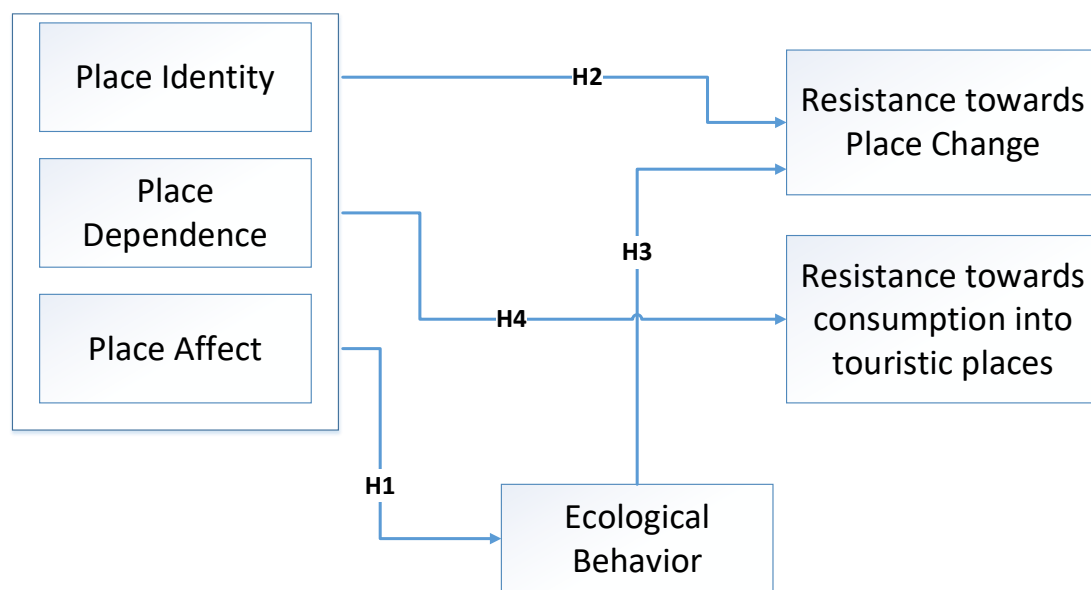 Place Identity
Place
Dependence
Place Affect
H2
H3
H4
H1
Resistance towards
Place Change
Resistance towards
consumption into
touristic places
Ecological
Behavior